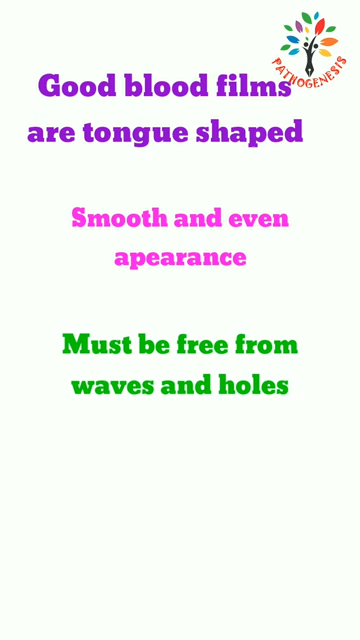 PATHOGENESIS
Good blood films
are tongue shaped
Smooth and even
apearance
Must be free from
waves and holes